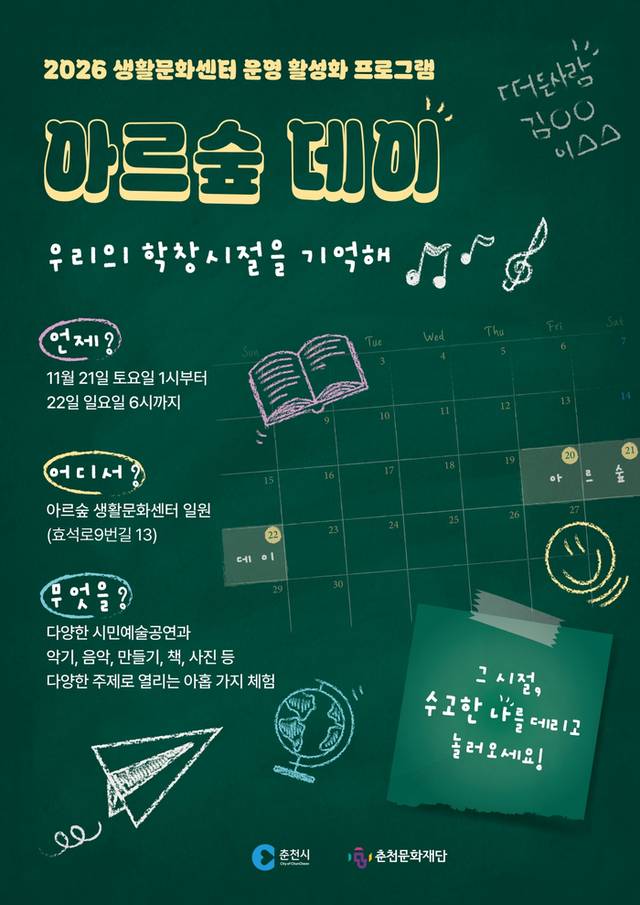 2026 생활문화센터 운영 활성화 프로그램
떠든사람
김○○
이△△
아르숲 데이
우리의 학창시절을 기억해
언제?
11월 21일 토요일 1시부터
22일 일요일 6시까지
어디서?
아르숲 생활문화센터 일원
(효석로9번길 13)
무엇을?
다양한 시민예술공연과
악기, 음악, 만들기, 책, 사진 등
다양한 주제로 열리는 아홉 가지 체험
Sun Tue Wed Thu Fri Sat
3 4 5 6 7
9 10 11 12 13 14
15 16 17 18 19 20 21
아 르 숲
22 23 24 25 26 27
데 이
29 30
그 시절,
수고한 나를 데리고
놀러오세요!
춘천시
City of ChunCheon
춘천문화재단